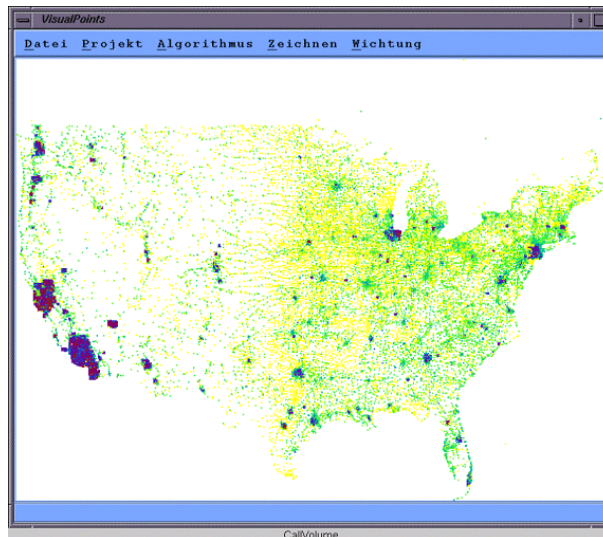 VisualPoints
Datei Projekt Algorithmus Zeichnen Wichtung
CallVolume